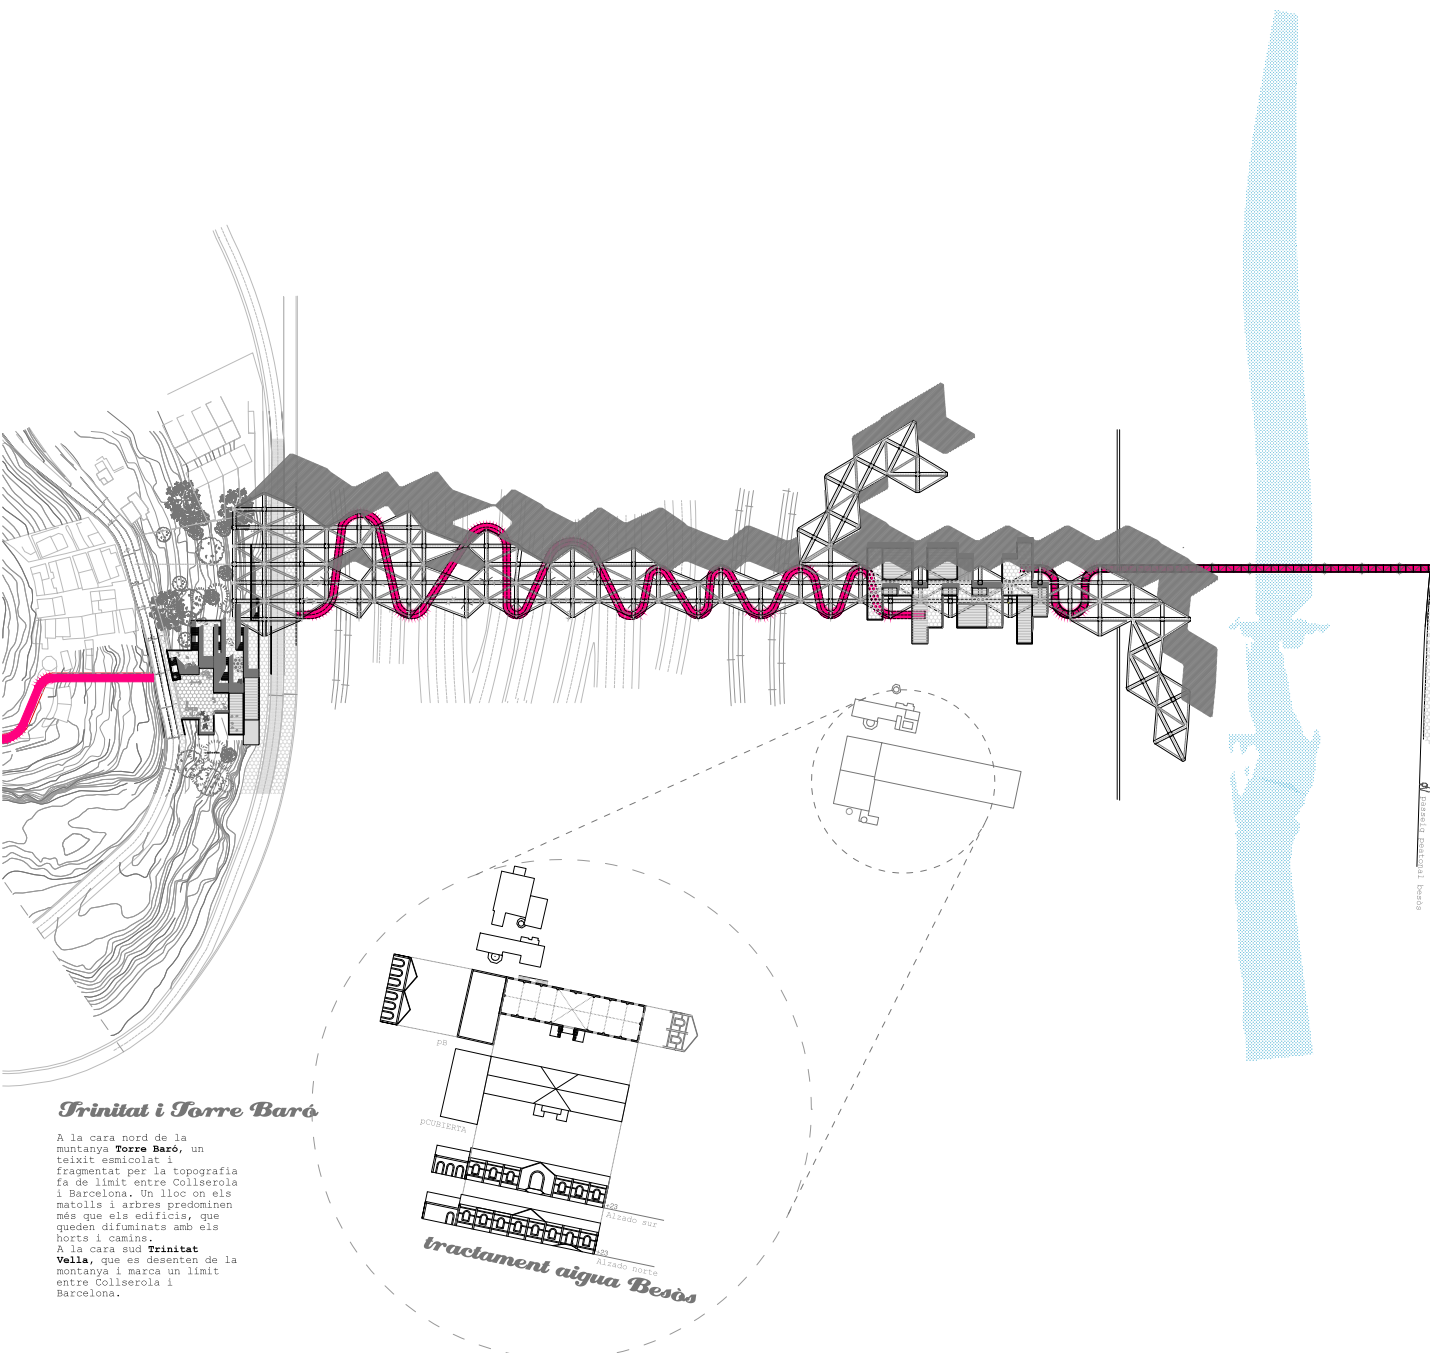 g/ passeig peatonal besòs
pB
pCUBIERTA
+23
Alzado sur
+23
Alzado norte
tractament aigua Besòs
Trinitat i Torre Baró
A la cara nord de la
muntanya Torre Baró, un
teixit esmicolat i
fragmentat per la topografia
fa de límit entre Collserola
i Barcelona. Un lloc on els
matolls i arbres predominen
més que els edificis, que
queden difuminats amb els
horts i camins.
A la cara sud Trinitat
Vella, que es desenten de la
montanya i marca un límit
entre Collserola i
Barcelona.